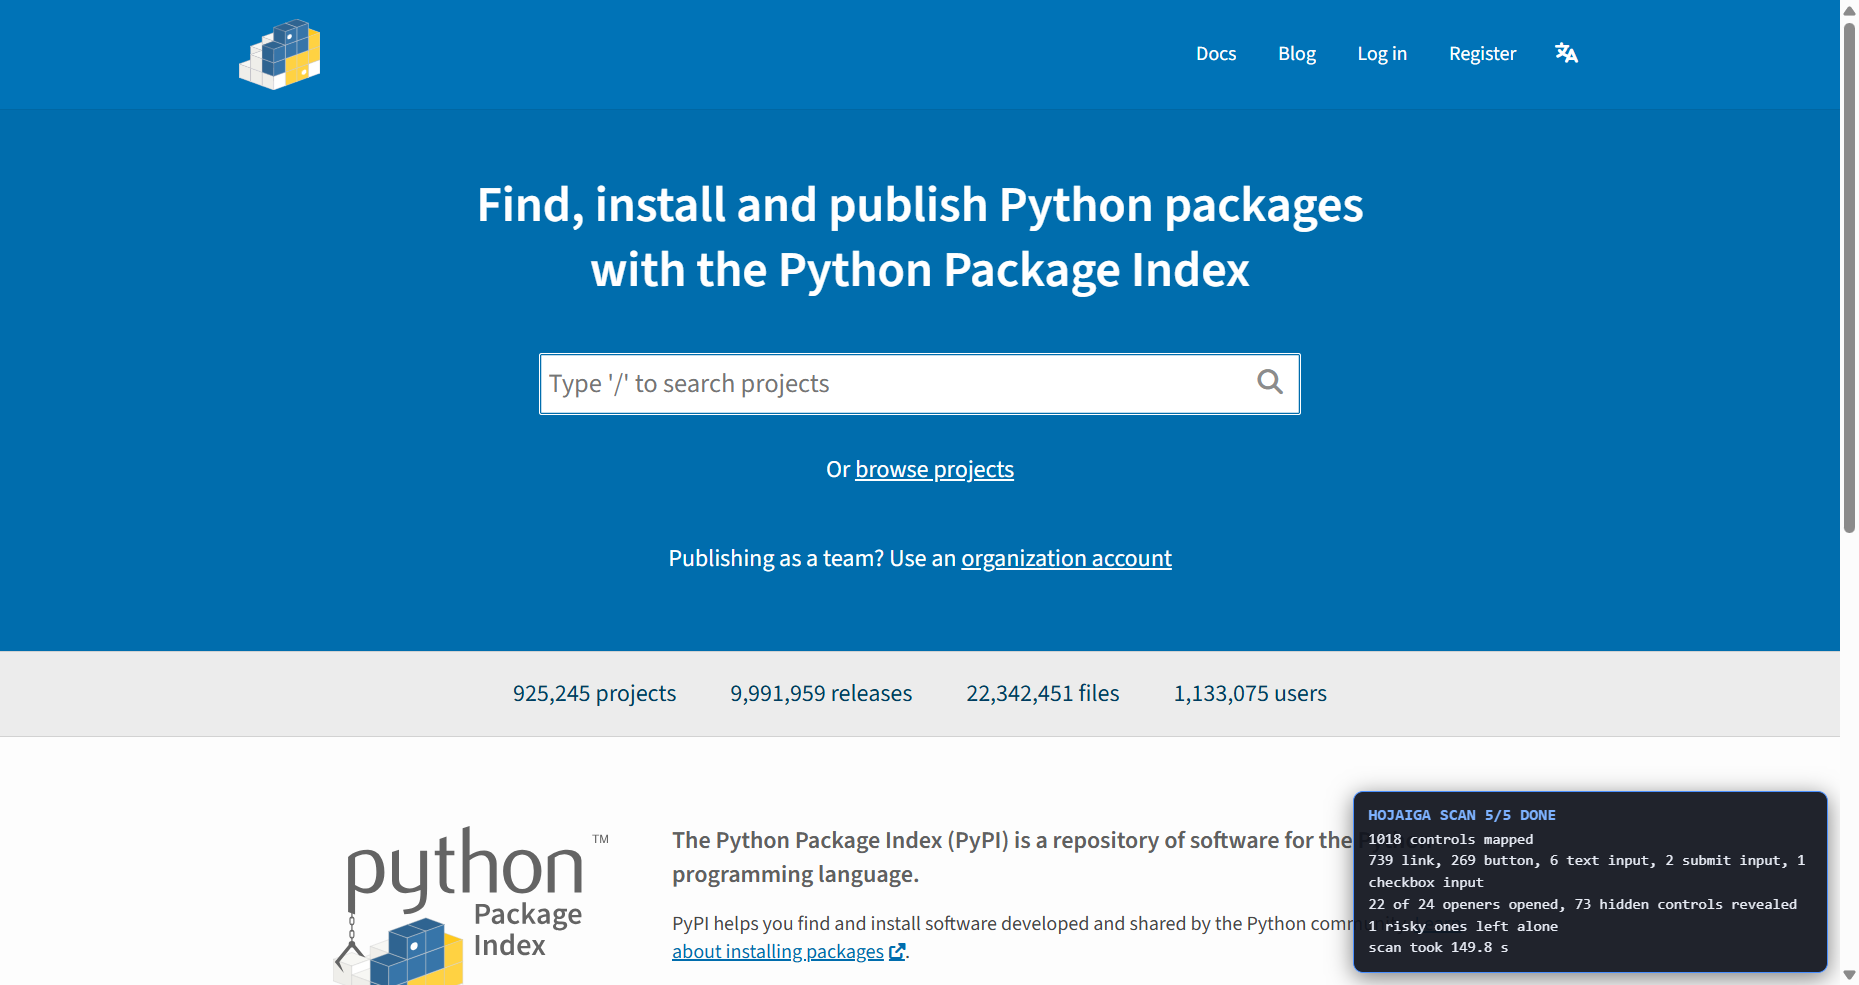 Docs Blog Log in Register
Find, install and publish Python packages
with the Python Package Index
Type '/' to search projects
Or browse projects
Publishing as a team? Use an organization account
925,245 projects 9,991,959 releases 22,342,451 files 1,133,075 users
python TM
Package
Index
The Python Package Index (PyPI) is a repository of software for the
programming language.
PyPI helps you find and install software developed and shared by the Python
about installing packages.
HOJAIGA SCAN 5/5 DONE
1018 controls mapped
739 link, 269 button, 6 text input, 2 submit input, 1
checkbox input
22 of 24 openers opened, 73 hidden controls revealed
1 risky ones left alone
scan took 149.8 s